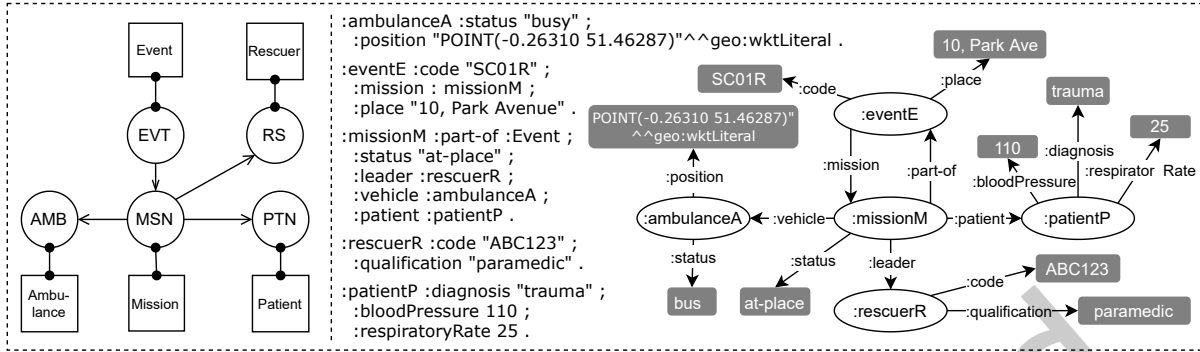 Event
Rescuer
EVT
RS
AMB
MSN
PTN
Ambu-
lance
Mission
Patient
:ambulanceA :status "busy" ;
:position "POINT(-0.26310 51.46287)"^^geo:wktLiteral .
:eventE :code "SC01R" ;
:mission : missionM ;
:place "10, Park Avenue" .
:missionM :part-of :Event ;
:status "at-place" ;
:leader :rescuerR ;
:vehicle :ambulanceA ;
:patient :patientP .
:rescuerR :code "ABC123" ;
:qualification "paramedic" .
:patientP :diagnosis "trauma" ;
:bloodPressure 110 ;
:respiratoryRate 25 .
10, Park Ave
SC01R
:code
:place
:eventE
trauma
POINT(-0.26310 51.46287)"
^^geo:wktLiteral
25
110
:mission
:part-of
:diagnosis
:bloodPressure
:respirator Rate
:position
:ambulanceA
:vehicle
:missionM
:patient
:patientP
:status
:status
:leader
bus
at-place
:code
ABC123
:rescuerR
:qualification
paramedic